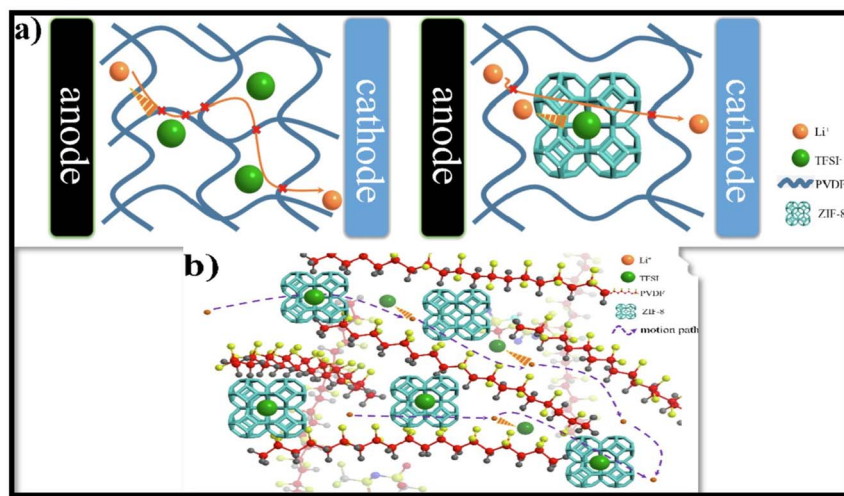 a)
anode
cathode
anode
cathode
Li⁺
TFSI⁻
PVDF
ZIF-8
b)
Li⁺
TFSI
PVDF
ZIF-8
motion path